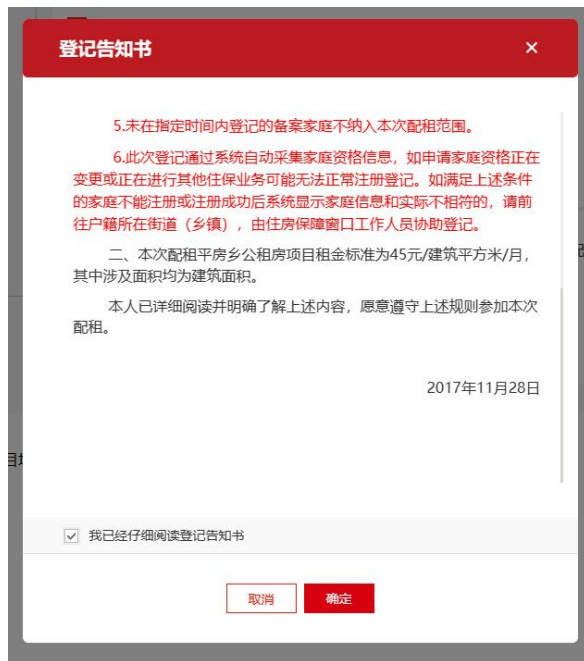 登记告知书
×
5.未在指定时间内登记的备案家庭不纳入本次配租范围。
6.此次登记通过系统自动采集家庭资格信息，如申请家庭资格正在
变更或正在进行其他住保业务可能无法正常注册登记。如满足上述条件
的家庭不能注册或注册成功后系统显示家庭信息和实际不相符的，请前
往户籍所在街道（乡镇），由住房保障窗口工作人员协助登记。
二、本次配租平房乡公租房项目租金标准为45元/建筑平方米/月，
其中涉及面积均为建筑面积。
本人已详细阅读并明确了解上述内容，愿意遵守上述规则参加本次
配租。
2017年11月28日
我已经仔细阅读登记告知书
取消
确定